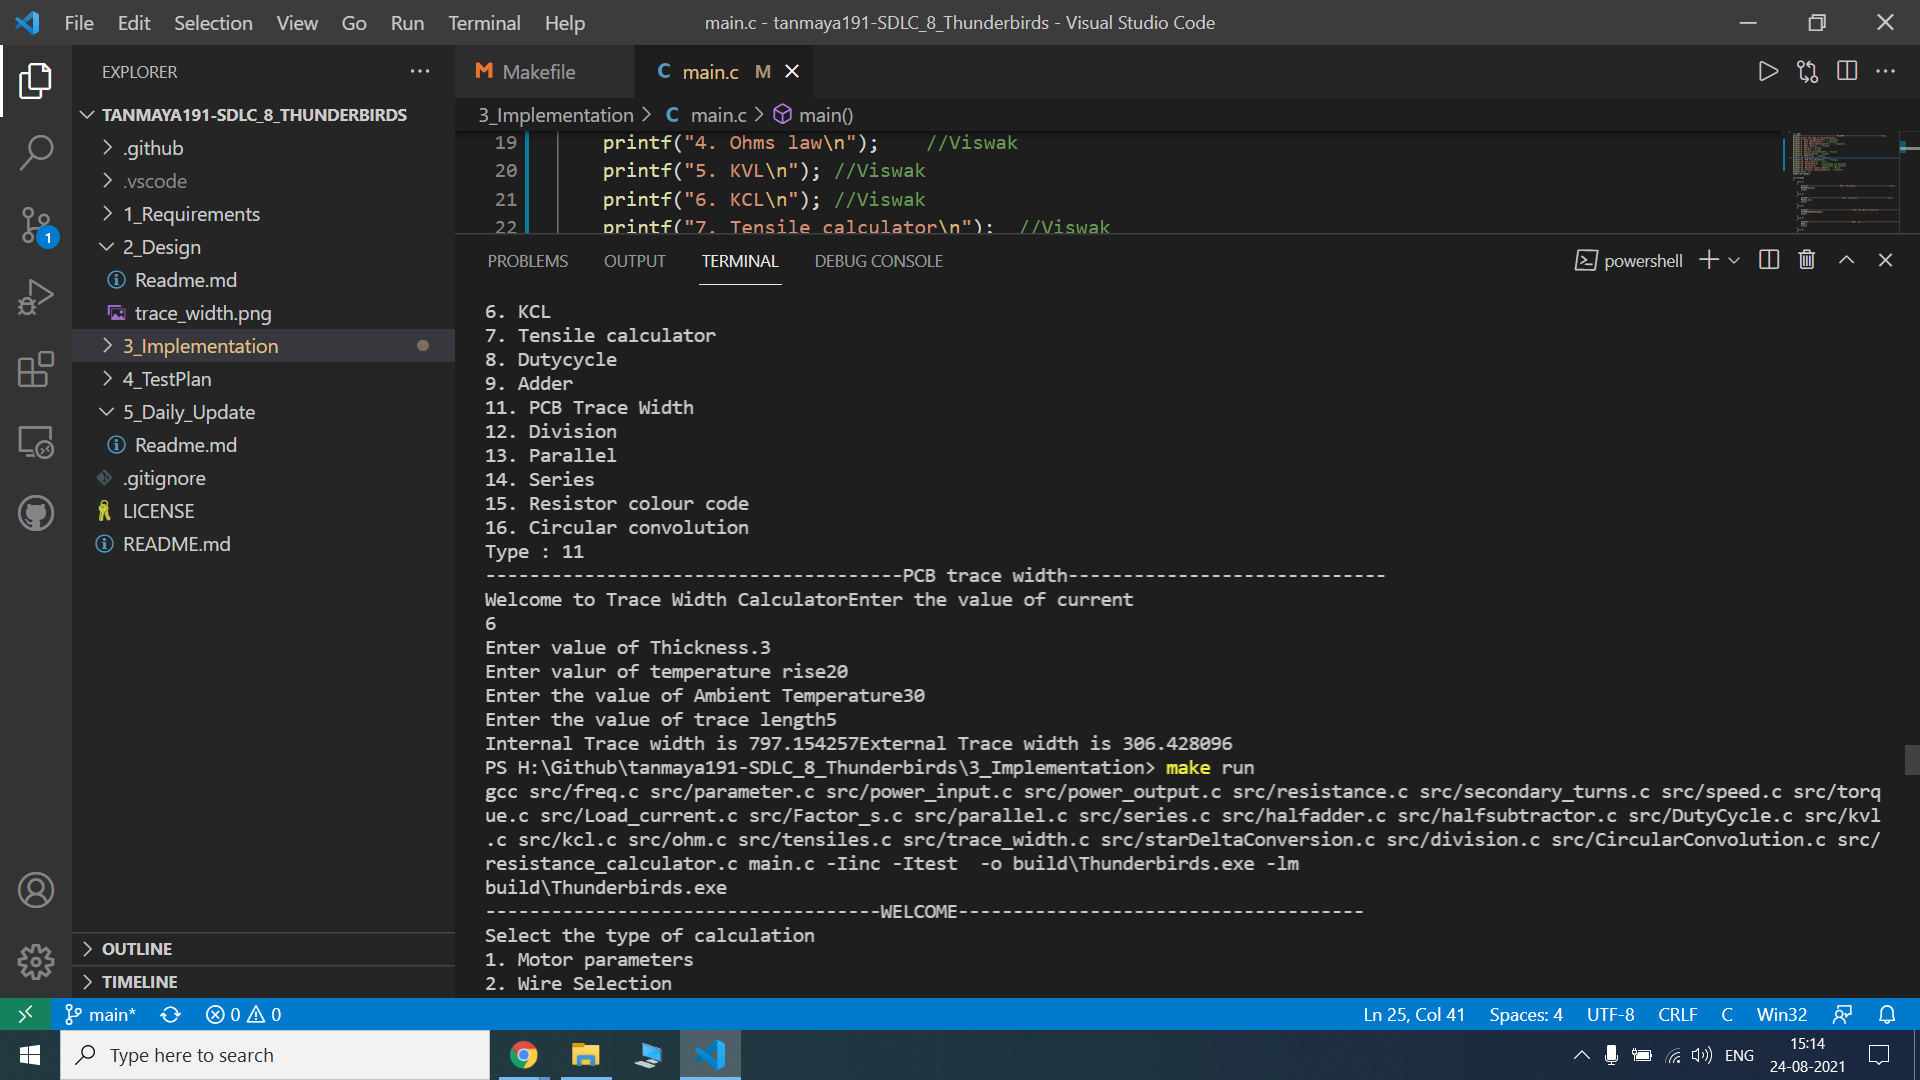 File Edit Selection View Go Run Terminal Help
main.c - tanmaya191-SDLC_8_Thunderbirds - Visual Studio Code
EXPLORER
TANMAYA191-SDLC_8_THUNDERBIRDS
.github
.vscode
1_Requirements
2_Design
Readme.md
trace_width.png
3_Implementation
4_TestPlan
5_Daily_Update
Readme.md
.gitignore
LICENSE
README.md
OUTLINE
TIMELINE
1
M Makefile
C main.c M
3_Implementation > C main.c > main()
19 printf("4. Ohms law\n"); //Viswak
20 printf("5. KVL\n"); //Viswak
21 printf("6. KCL\n"); //Viswak
22 printf("7. Tensile calculator\n"); //Viswak
PROBLEMS OUTPUT TERMINAL DEBUG CONSOLE
powershell
6. KCL
7. Tensile calculator
8. Dutycycle
9. Adder
11. PCB Trace Width
12. Division
13. Parallel
14. Series
15. Resistor colour code
16. Circular convolution
Type : 11
--------------------------------------PCB trace width-----------------------------
Welcome to Trace Width CalculatorEnter the value of current
6
Enter value of Thickness.3
Enter valur of temperature rise20
Enter the value of Ambient Temperature30
Enter the value of trace length5
Internal Trace width is 797.154257External Trace width is 306.428096
PS H:\Github\tanmaya191-SDLC_8_Thunderbirds\3_Implementation> make run
gcc src/freq.c src/parameter.c src/power_input.c src/power_output.c src/resistance.c src/secondary_turns.c src/speed.c src/torq
ue.c src/Load_current.c src/Factor_s.c src/parallel.c src/series.c src/halfadder.c src/halfsubtractor.c src/DutyCycle.c src/kvl
.c src/kcl.c src/ohm.c src/tensiles.c src/trace_width.c src/starDeltaConversion.c src/division.c src/CircularConvolution.c src/
resistance_calculator.c main.c -Iinc -Itest  -o build\Thunderbirds.exe -lm
build\Thunderbirds.exe
------------------------------------WELCOME-------------------------------------
Select the type of calculation
1. Motor parameters
2. Wire Selection
main* 0 0
Ln 25, Col 41 Spaces: 4 UTF-8 CRLF C Win32
Type here to search
ENG
15:14
24-08-2021